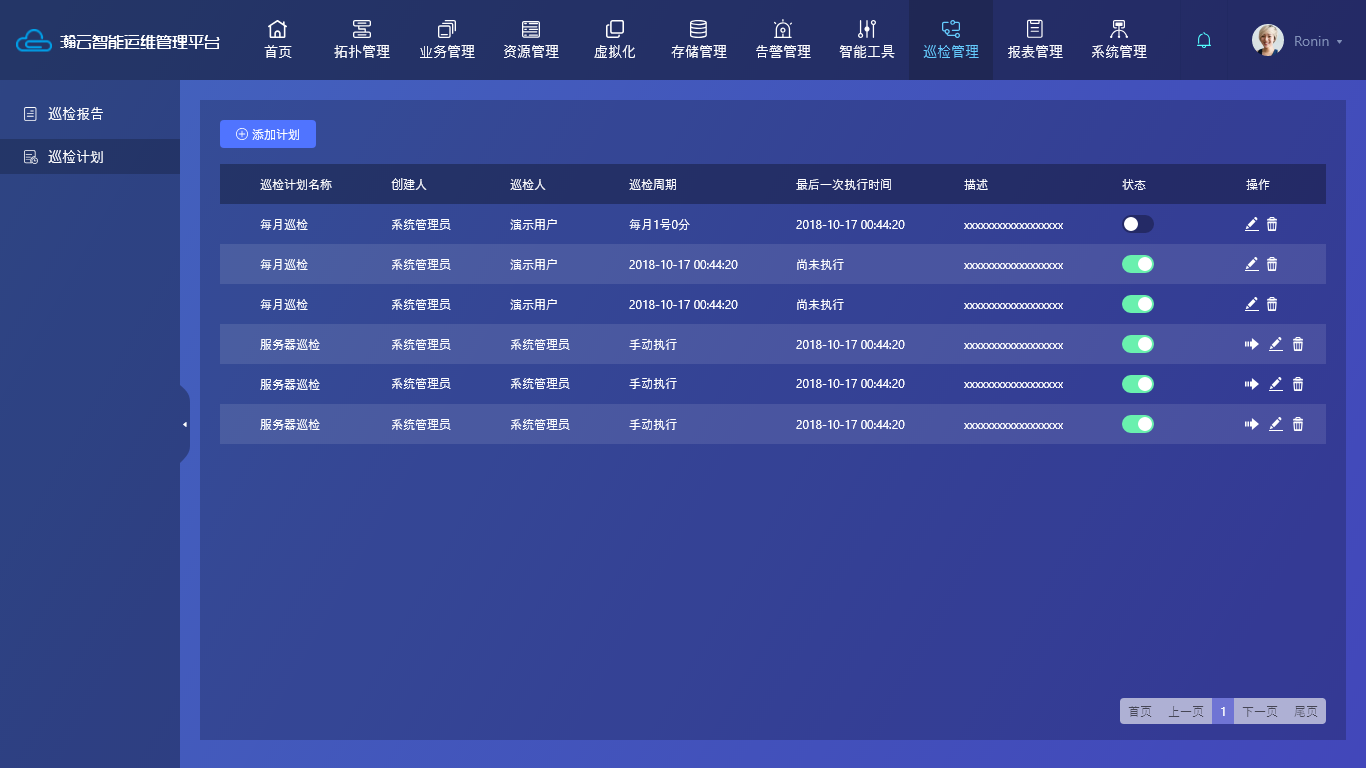 瀚云智能运维管理平台
首页 拓扑管理 业务管理 资源管理 虚拟化 存储管理 告警管理 智能工具 巡检管理 报表管理 系统管理 Ronin
巡检报告
巡检计划
添加计划
巡检计划名称 创建人 巡检人 巡检周期 最后一次执行时间 描述 状态 操作
每月巡检 系统管理员 演示用户 每月1号0分 2018-10-17 00:44:20 xxxxxxxxxxxxxxxxxx
每月巡检 系统管理员 演示用户 2018-10-17 00:44:20 尚未执行 xxxxxxxxxxxxxxxxxx
每月巡检 系统管理员 演示用户 2018-10-17 00:44:20 尚未执行 xxxxxxxxxxxxxxxxxx
服务器巡检 系统管理员 系统管理员 手动执行 2018-10-17 00:44:20 xxxxxxxxxxxxxxxxxx
服务器巡检 系统管理员 系统管理员 手动执行 2018-10-17 00:44:20 xxxxxxxxxxxxxxxxxx
服务器巡检 系统管理员 系统管理员 手动执行 2018-10-17 00:44:20 xxxxxxxxxxxxxxxxxx
首页 上一页 1 下一页 尾页